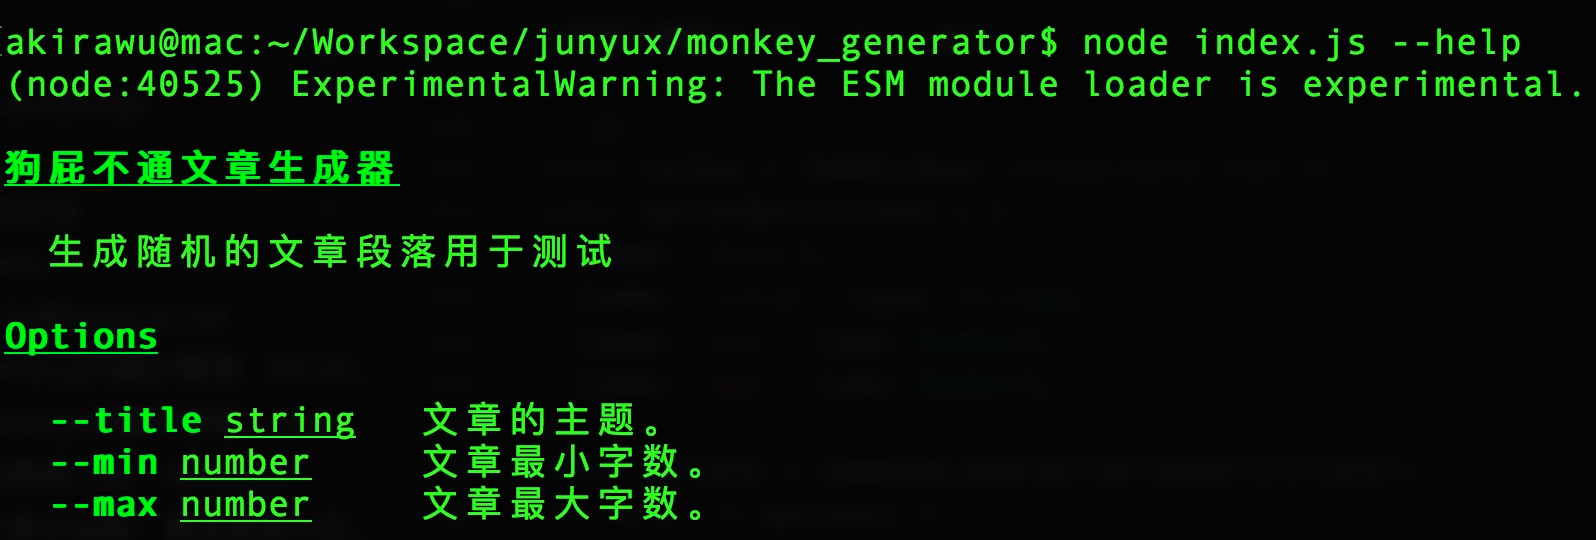 akirawu@mac:~/Workspace/junyux/monkey_generator$ node index.js --help
(node:40525) ExperimentalWarning: The ESM module loader is experimental.
狗屁不通文章生成器
生成随机的文章段落用于测试
Options
--title string 文章的主题。
--min number 文章最小字数。
--max number 文章最大字数。